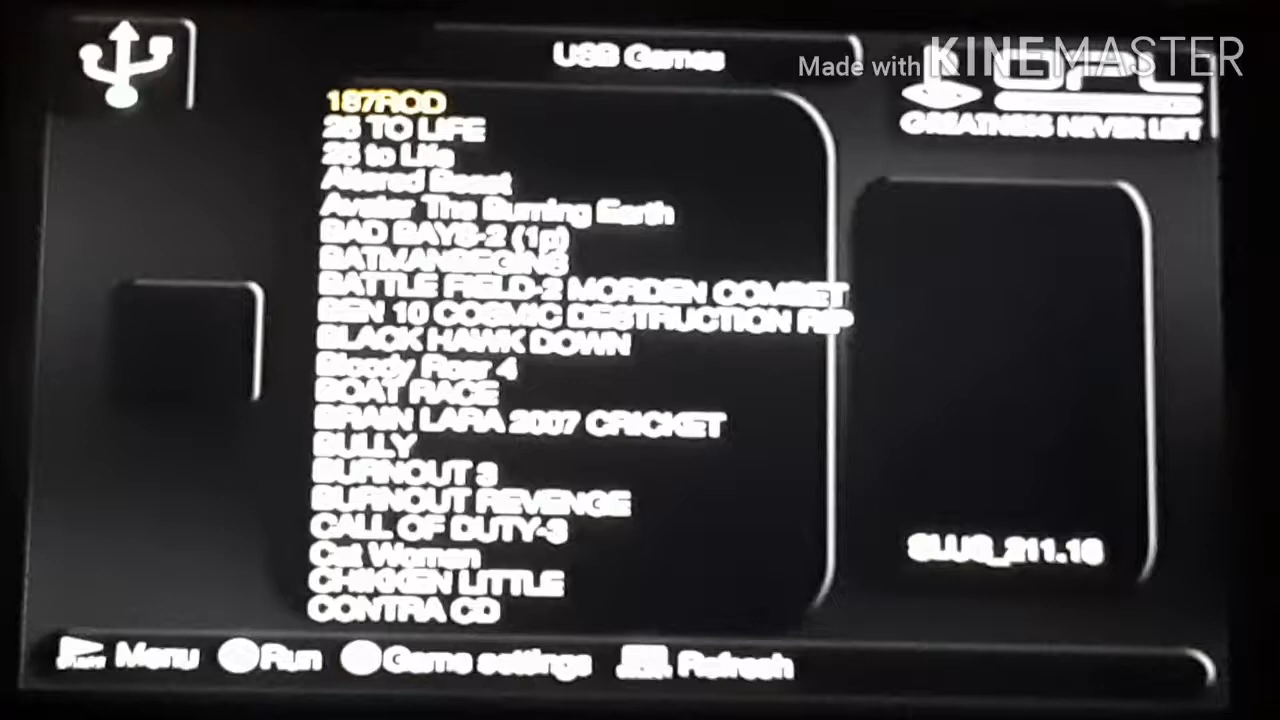 USB Games
Made with KINEMASTER
OPL
GREATNESS NEVER LEFT
187ROD
25 TO LIFE
25 to Life
Altered Beast
Avatar The Burning Earth
BAD BAYS-2 (1p)
BATMANBEGINS
BATTLE FIELD-2 MORDEN COMBET
BEN 10 COSMIC DESTRUCTION RIP
BLACK HAWK DOWN
Bloody Roar 4
BOAT RACE
BRAIN LARA 2007 CRICKET
BULLY
BURNOUT 3
BURNOUT REVENGE
CALL OF DUTY-3
Cat Woman
CHIKKEN LITTLE
CONTRA CD
SLUS_211.16
START Menu Run Game settings Refresh